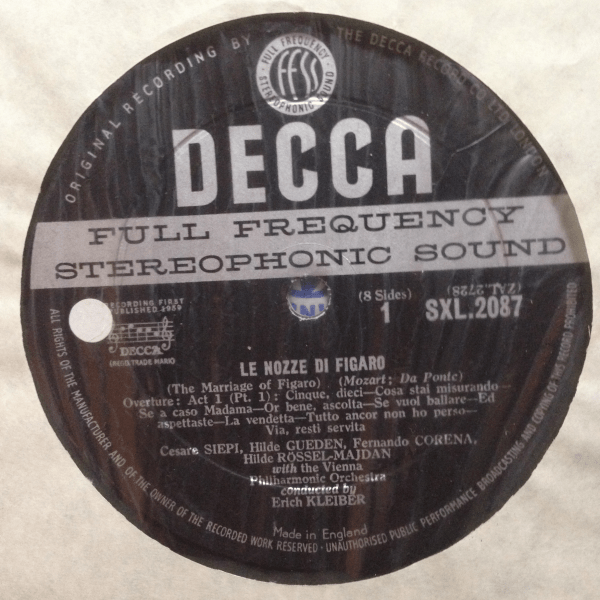 ORIGINAL RECORDING BY
THE DECCA RECORD CO. LTD. LONDON
FULL FREQUENCY
ffss
STEREOPHONIC SOUND
DECCA
FULL FREQUENCY
STEREOPHONIC SOUND
RECORDING FIRST
PUBLISHED 1959
DECCA
(REGS. TRADE MARK)
(8 Sides)
1
(ZAL.2728)
SXL.2087
LE NOZZE DI FIGARO
(The Marriage of Figaro) (Mozart; Da Ponte)
Overture: Act 1 (Pt. 1): Cinque, dieci—Cosa stai misurando—
Se a caso Madama—Or bene, ascolta—Se vuol ballare—Ed
aspettaste—La vendetta—Tutto ancor non ho perso—
Via, resti servita
Cesare SIEPI, Hilde GUEDEN, Fernando CORENA,
Hilde RÖSSEL-MAJDAN
with the Vienna
Philharmonic Orchestra
conducted by
Erich KLEIBER
Made in England
ALL RIGHTS OF THE MANUFACTURER AND OF THE OWNER OF THE RECORDED WORK RESERVED · UNAUTHORISED PUBLIC PERFORMANCE BROADCASTING AND COPYING OF THIS RECORD PROHIBITED